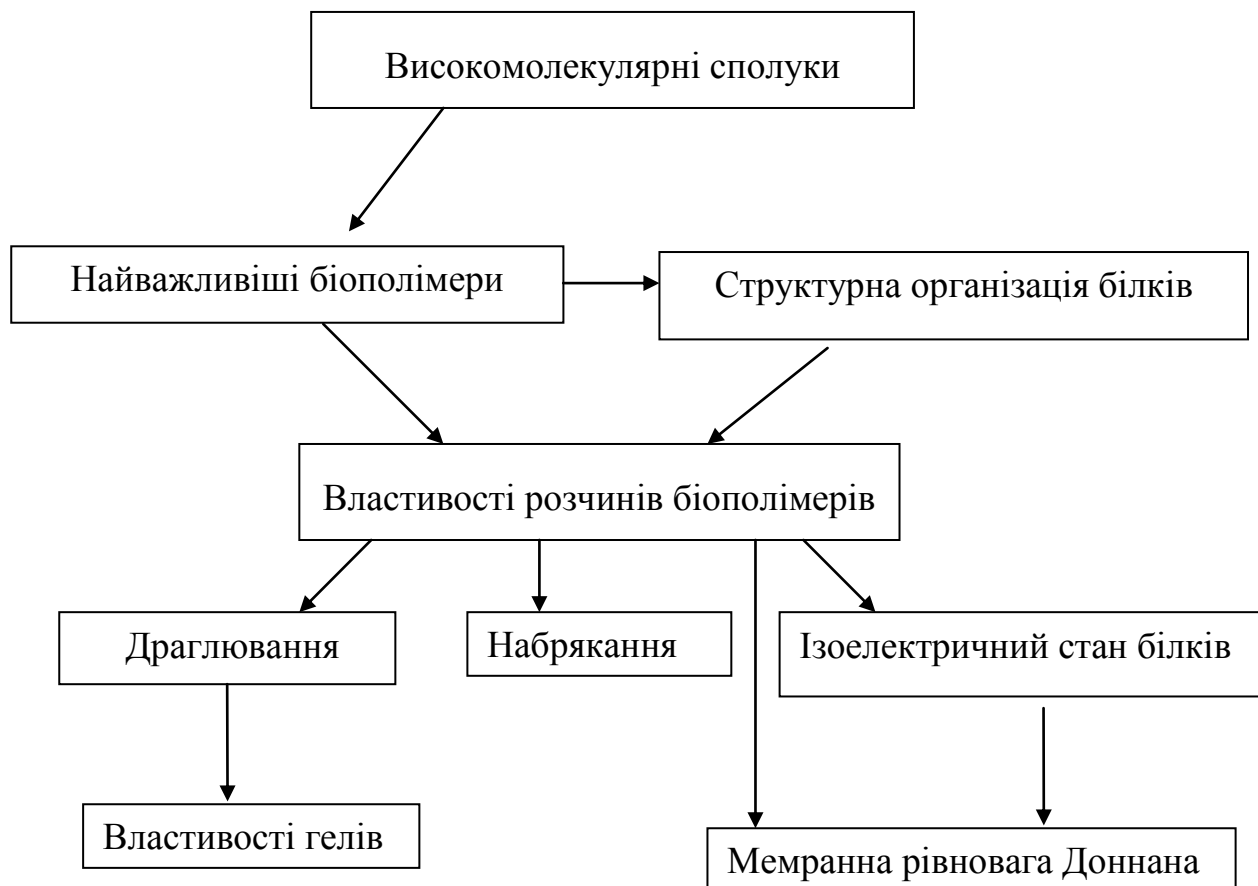 Високомолекулярні сполуки
Найважливіші біополімери
Структурна організація білків
Властивості розчинів біополімерів
Драглювання
Набрякання
Ізоелектричний стан білків
Властивості гелів
Мемранна рівновага Доннана